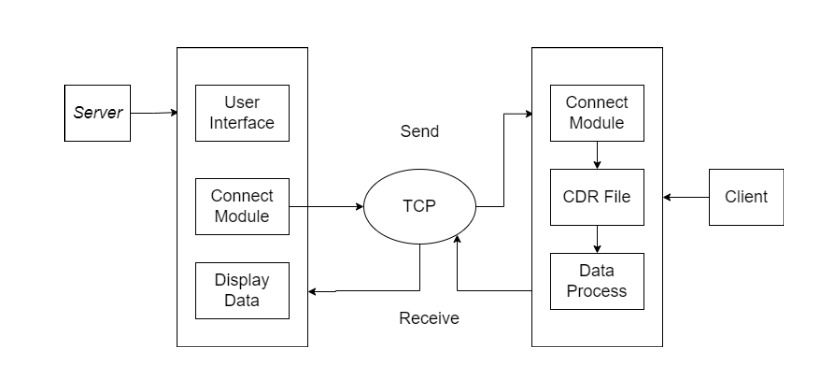 Server
User
Interface
Connect
Module
Display
Data
Send
TCP
Receive
Connect
Module
CDR File
Data
Process
Client